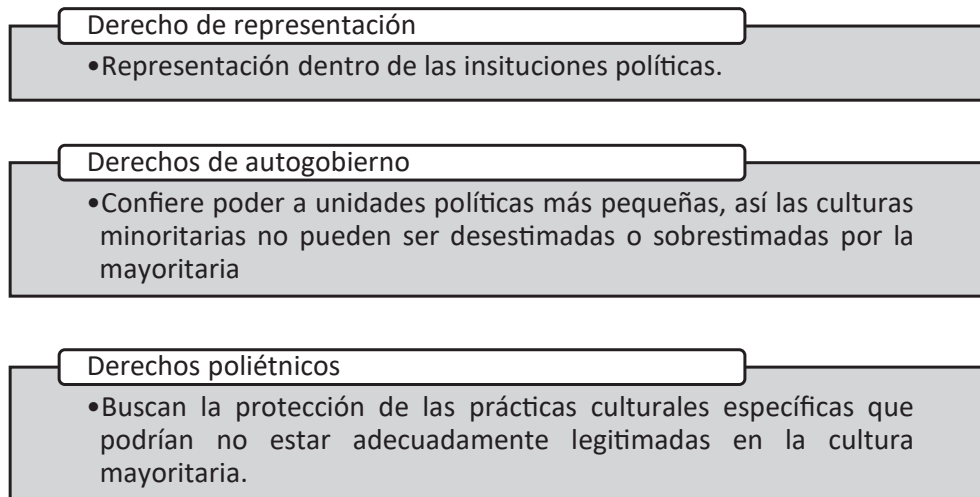 Derecho de representación
•Representación dentro de las insituciones políticas.
Derechos de autogobierno
•Confiere poder a unidades políticas más pequeñas, así las culturas
minoritarias no pueden ser desestimadas o sobrestimadas por la
mayoritaria
Derechos poliétnicos
•Buscan la protección de las prácticas culturales específicas que
podrían no estar adecuadamente legitimadas en la cultura
mayoritaria.